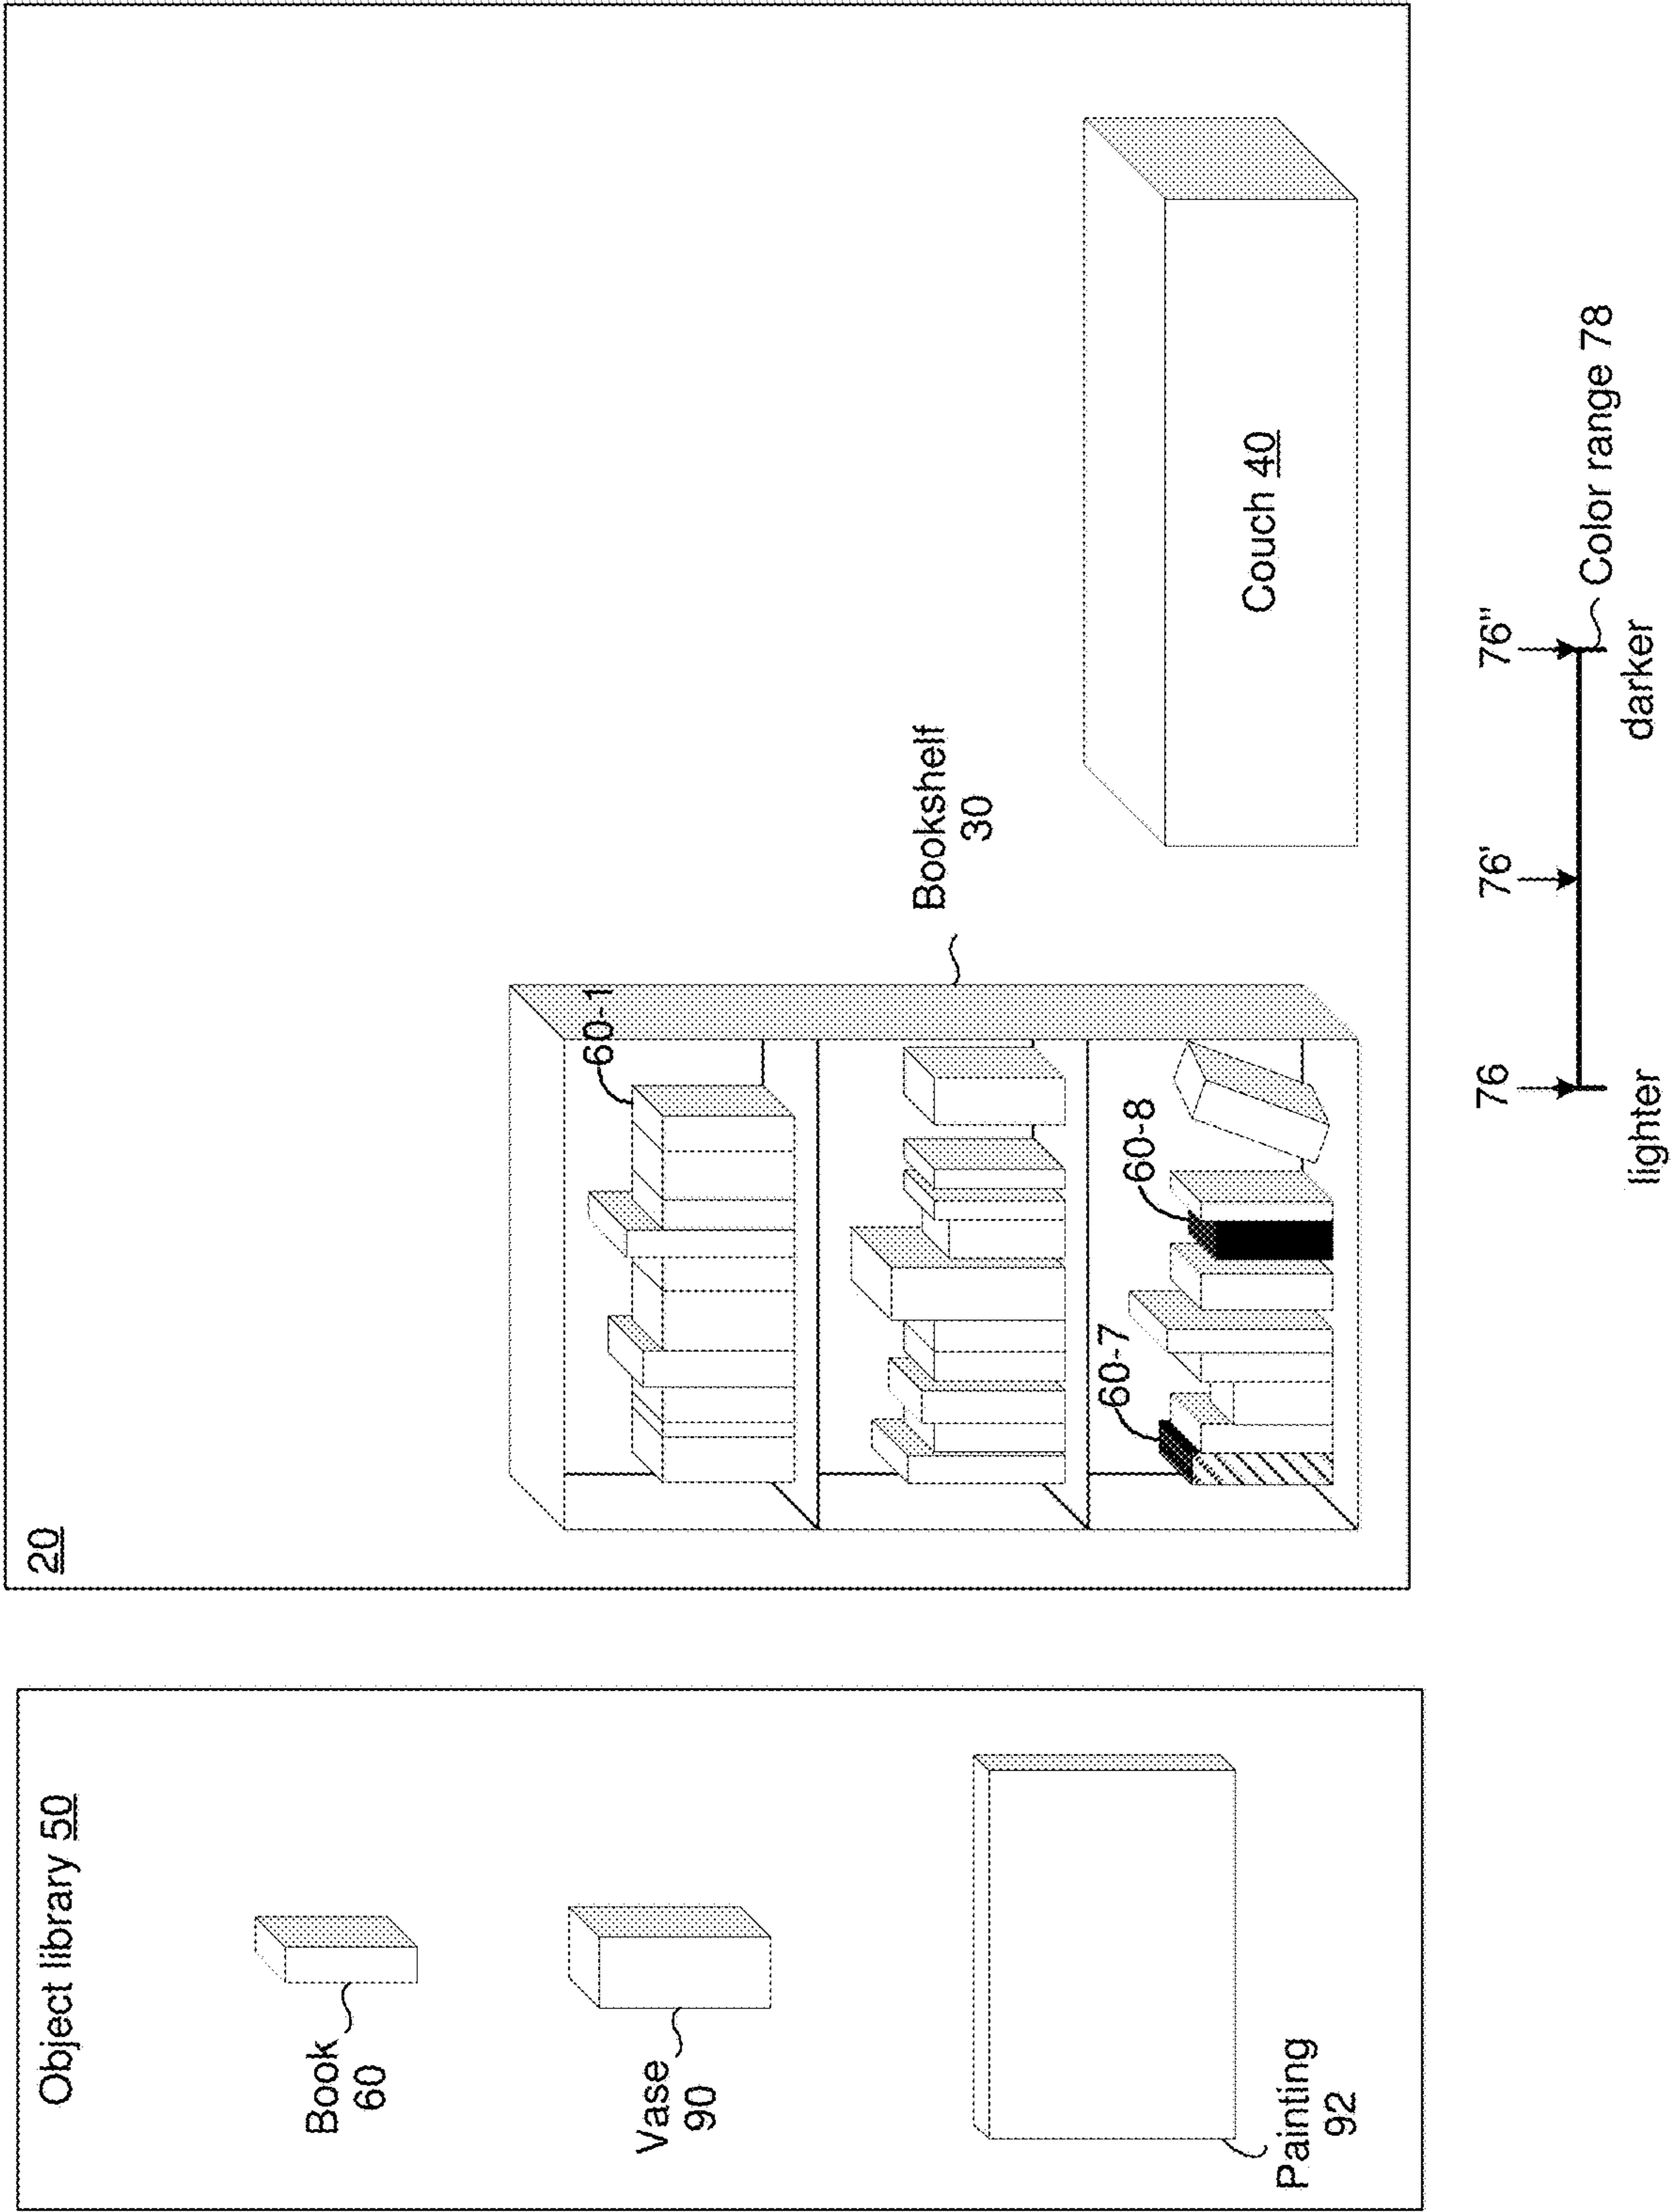 Object library 50
Book
60
Vase
90
Painting
92
20
60-1
60-7
60-8
Bookshelf
30
Couch 40
76
76'
76"
Color range 78
lighter
darker